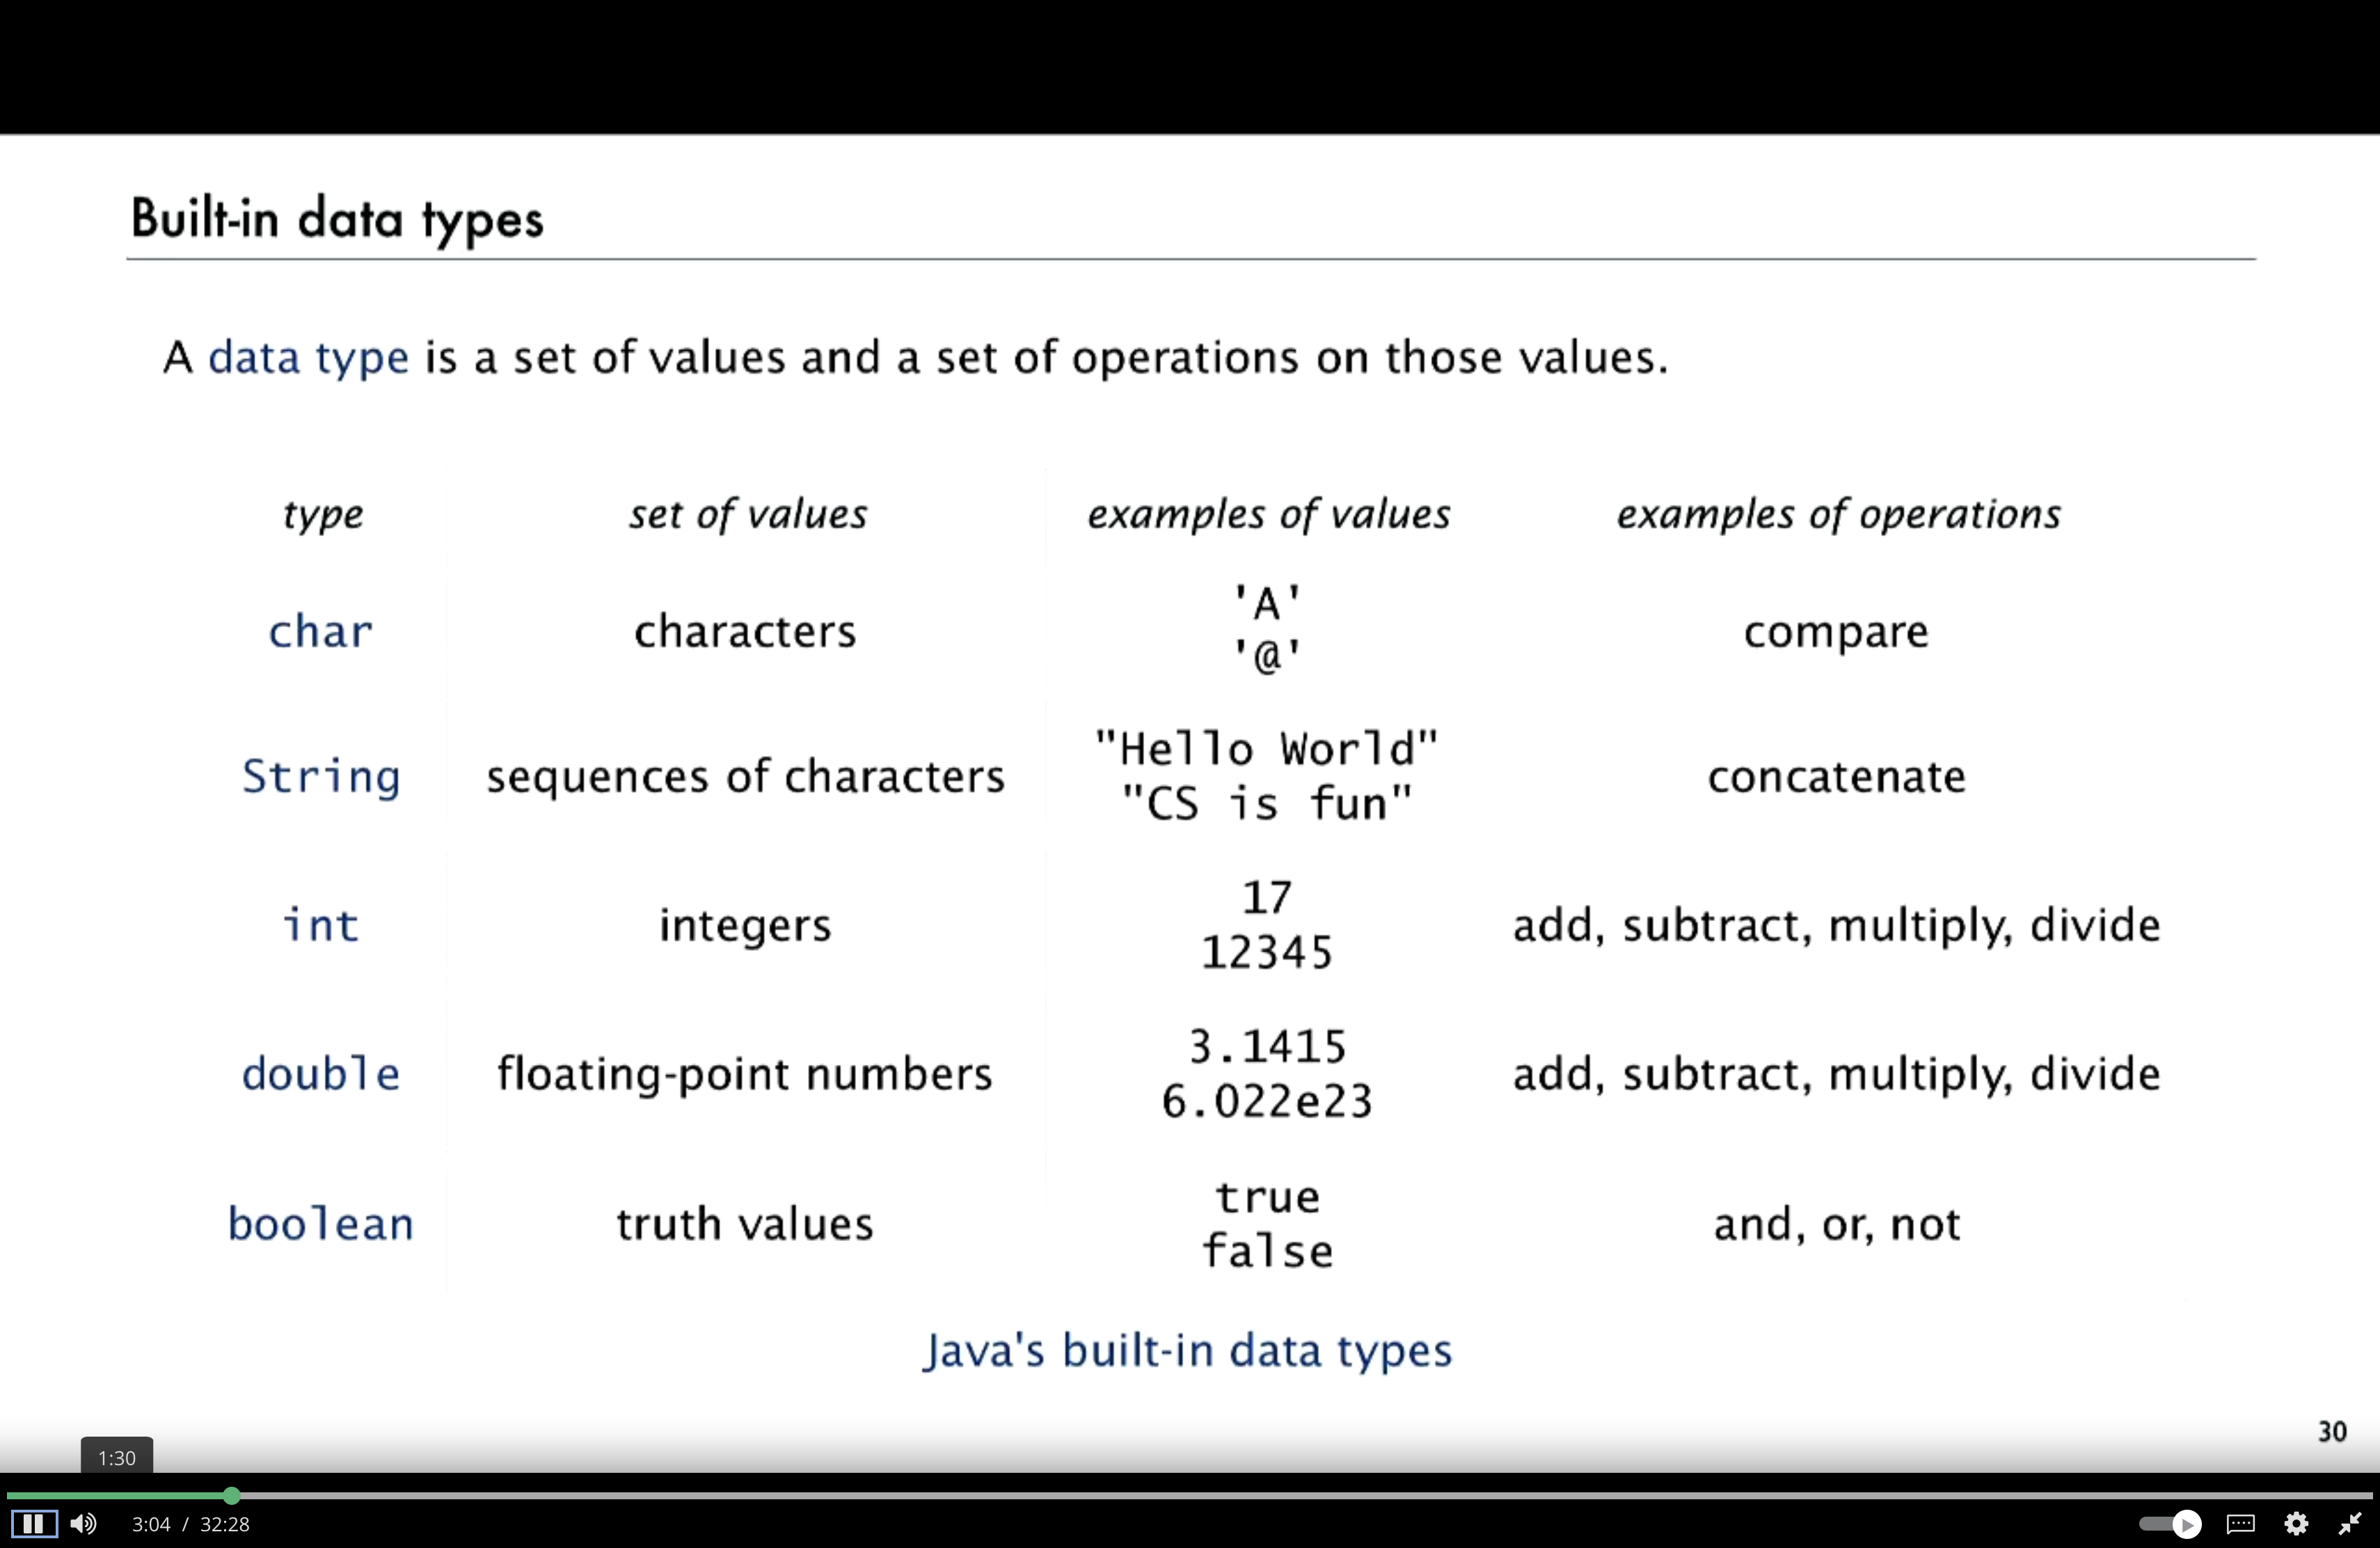 Built-in data types
A data type is a set of values and a set of operations on those values.
type set of values examples of values examples of operations
char characters 'A' '@' compare
String sequences of characters "Hello World" "CS is fun" concatenate
int integers 17 12345 add, subtract, multiply, divide
double floating-point numbers 3.1415 6.022e23 add, subtract, multiply, divide
boolean truth values true false and, or, not
Java's built-in data types
30
1:30
3:04 / 32:28